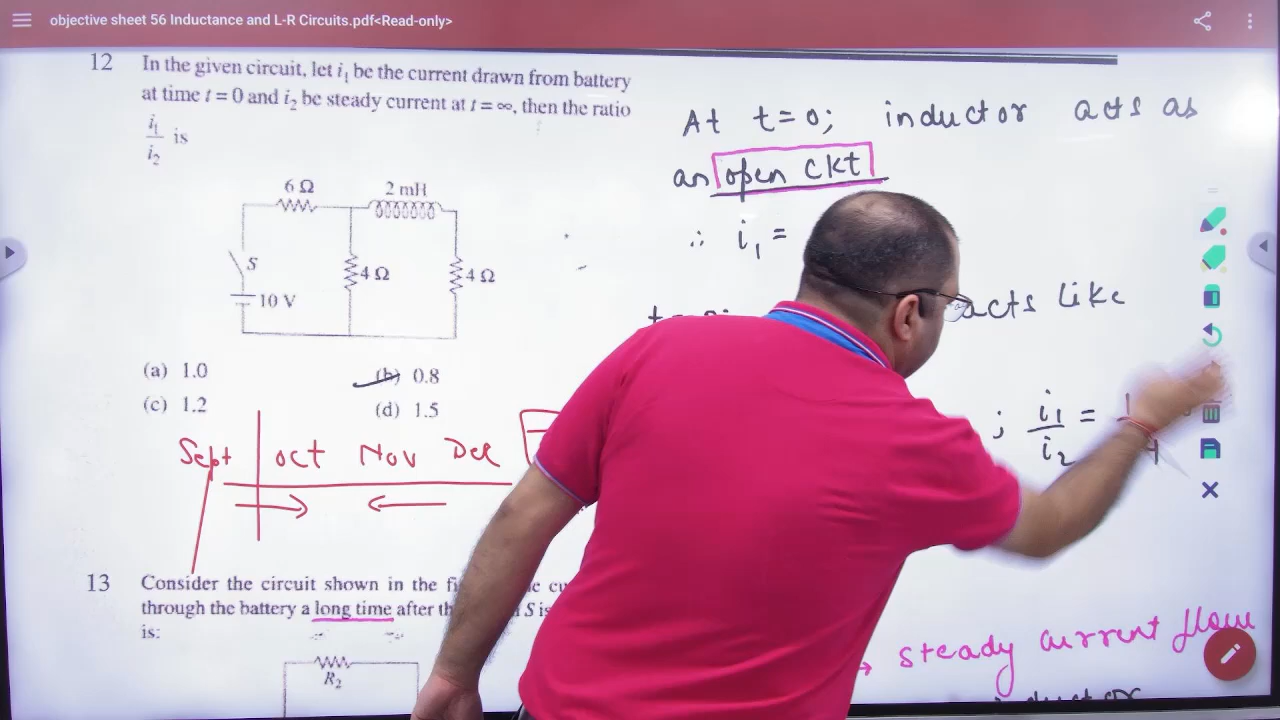 objective sheet 56 Inductance and L-R Circuits.pdf<Read-only>
12 In the given circuit, let i₁ be the current drawn from battery
at time t = 0 and i₂ be steady current at t = ∞, then the ratio
i₁/i₂ is
6 Ω 2 mH
S
4 Ω 4 Ω
10 V
(a) 1.0 (b) 0.8
(c) 1.2 (d) 1.5
At t=0; inductor acts as
an open ckt
∴ i₁ =
acts like
; i₁/i₂ =
Sept oct Nov Dec
13 Consider the circuit shown in the
through the battery a long time after S is
is:
R₂
steady current flow